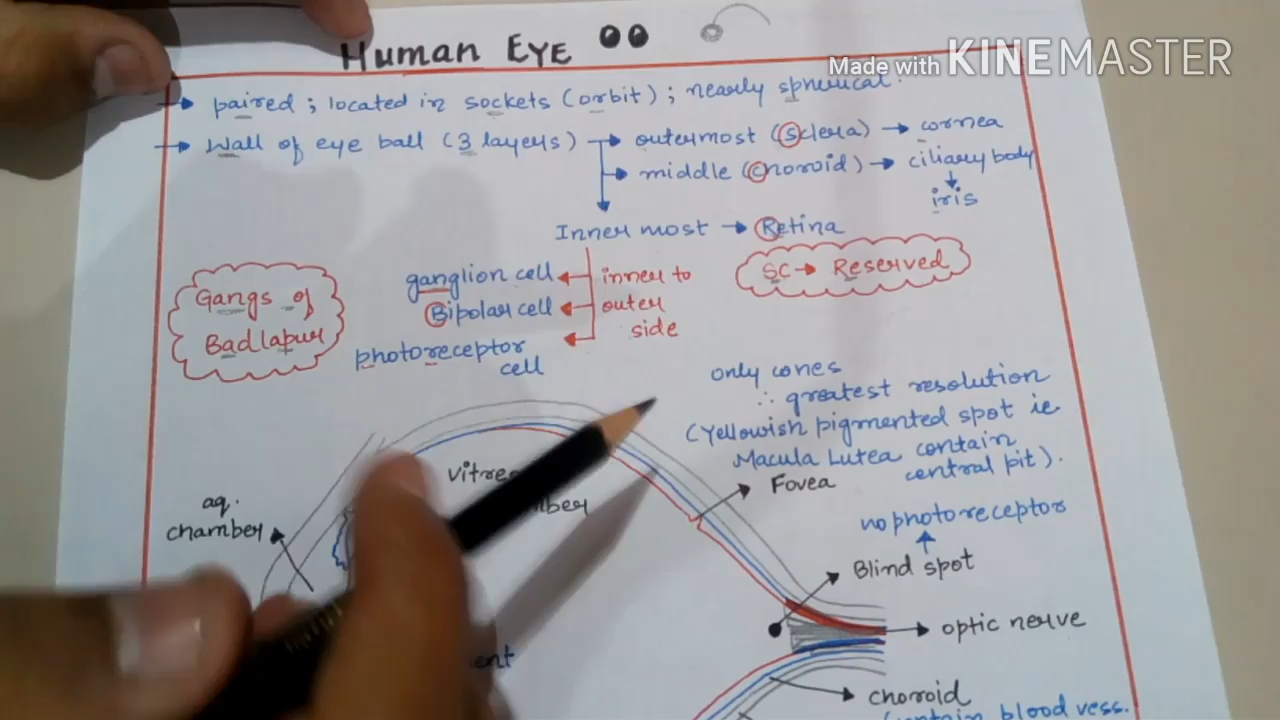 Human EYE
Made with KINEMASTER
→ paired ; located in sockets (orbit) ; nearly spherical.
→ Wall of eye ball (3 layers) → outermost (sclera) → cornea
→ middle (choroid) → ciliary body
↓
iris
Inner most → Retina
SC → Reserved
Gangs of
Badlapur
ganglion cell
Bipolar cell
photoreceptor
cell
inner to
outer
side
only cones
∴ greatest resolution
(Yellowish pigmented spot ie
Macula Lutea contain
central pit).
Fovea
aq.
chamber
no photoreceptor
Blind spot
optic nerve
choroid
blood vess.